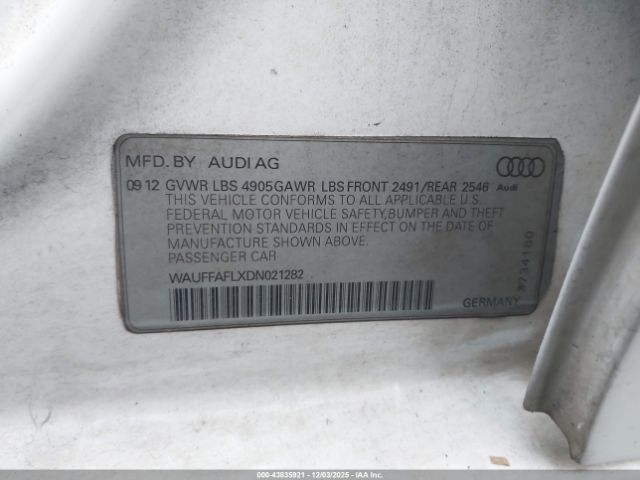 MFD. BY AUDI AG
09 12 GVWR LBS 4905 GAWR LBS FRONT 2491/REAR 2546 Audi
THIS VEHICLE CONFORMS TO ALL APPLICABLE U.S.
FEDERAL MOTOR VEHICLE SAFETY, BUMPER AND THEFT
PREVENTION STANDARDS IN EFFECT ON THE DATE OF
MANUFACTURE SHOWN ABOVE.
PASSENGER CAR
WAUFFAFLXDN021282
GERMANY
3734180
000-43835921 - 12/03/2025 - IAAI, Inc.